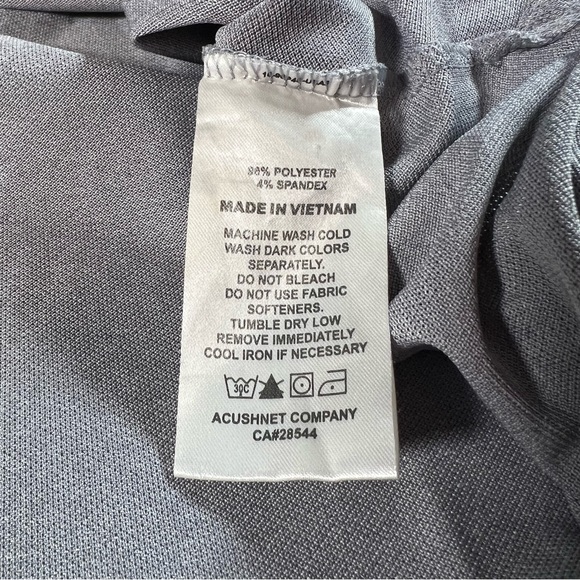 96% POLYESTER
4% SPANDEX
MADE IN VIETNAM
MACHINE WASH COLD
WASH DARK COLORS
SEPARATELY.
DO NOT BLEACH
DO NOT USE FABRIC
SOFTENERS.
TUMBLE DRY LOW
REMOVE IMMEDIATELY
COOL IRON IF NECESSARY
30C
ACUSHNET COMPANY
CA#28544